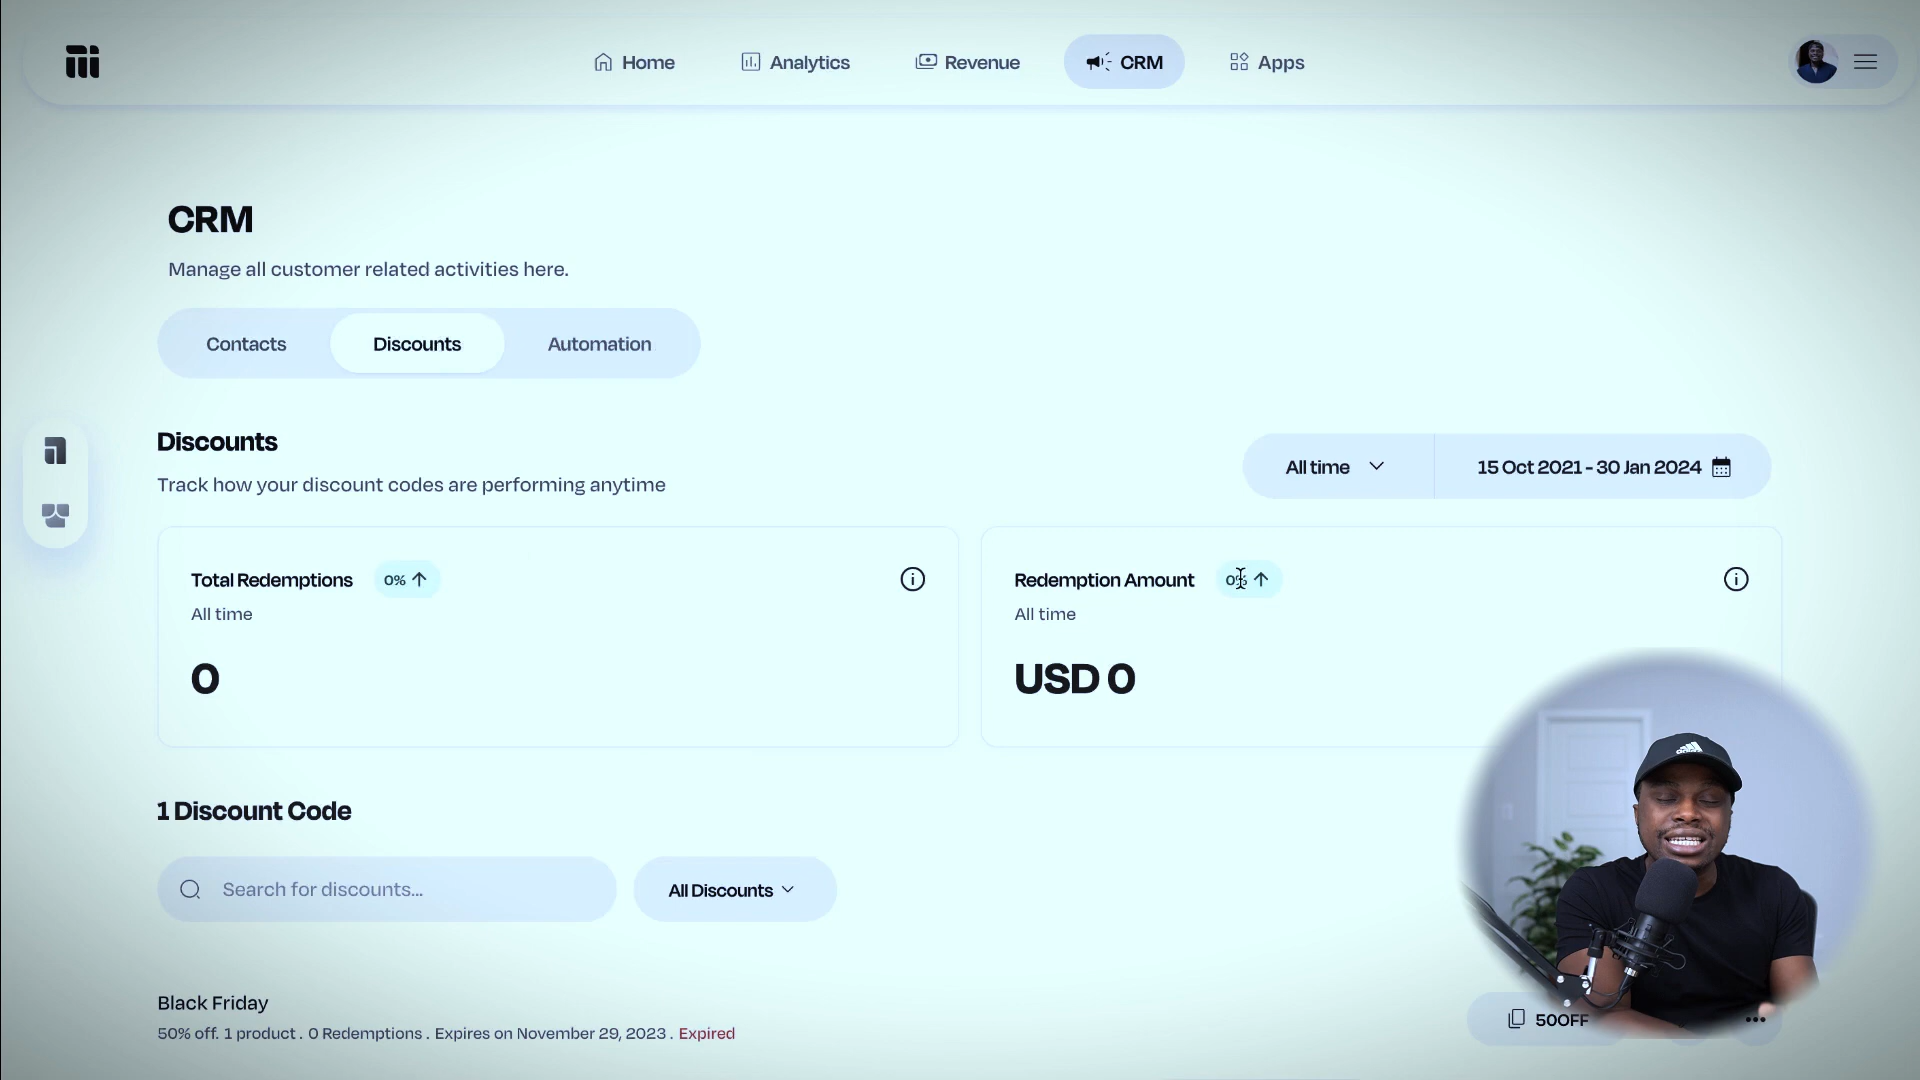 Home
Analytics
Revenue
CRM
Apps
CRM
Manage all customer related activities here.
Contacts
Discounts
Automation
Discounts
Track how your discount codes are performing anytime
All time
15 Oct 2021 - 30 Jan 2024
Total Redemptions
0%
All time
0
Redemption Amount
0%
All time
USD 0
1 Discount Code
Search for discounts...
All Discounts
Black Friday
50% off. 1 product . 0 Redemptions . Expires on November 29, 2023 . Expired
50OFF